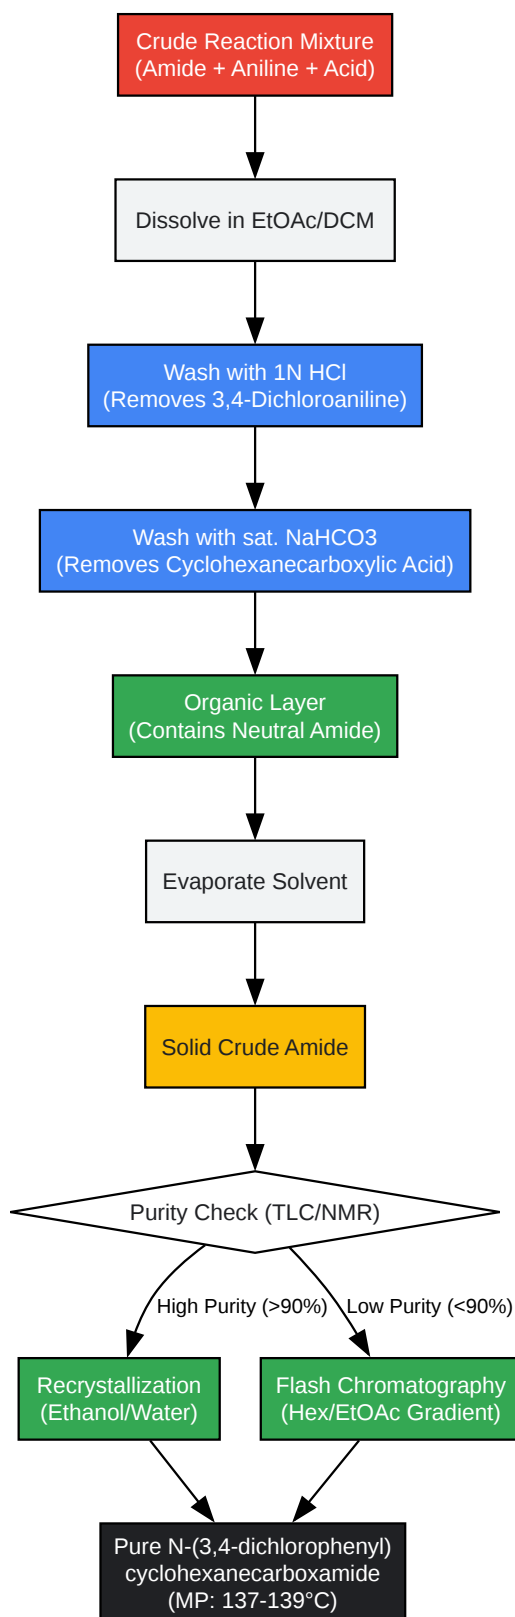 Crude Reaction Mixture
(Amide + Aniline + Acid)
Dissolve in EtOAc/DCM
Wash with 1N HCl
(Removes 3,4-Dichloroaniline)
Wash with sat. NaHCO3
(Removes Cyclohexanecarboxylic Acid)
Organic Layer
(Contains Neutral Amide)
Evaporate Solvent
Solid Crude Amide
Purity Check (TLC/NMR)
High Purity (>90%)
Low Purity (<90%)
Recrystallization
(Ethanol/Water)
Flash Chromatography
(Hex/EtOAc Gradient)
Pure N-(3,4-dichlorophenyl)
cyclohexanecarboxamide
(MP: 137-139°C)